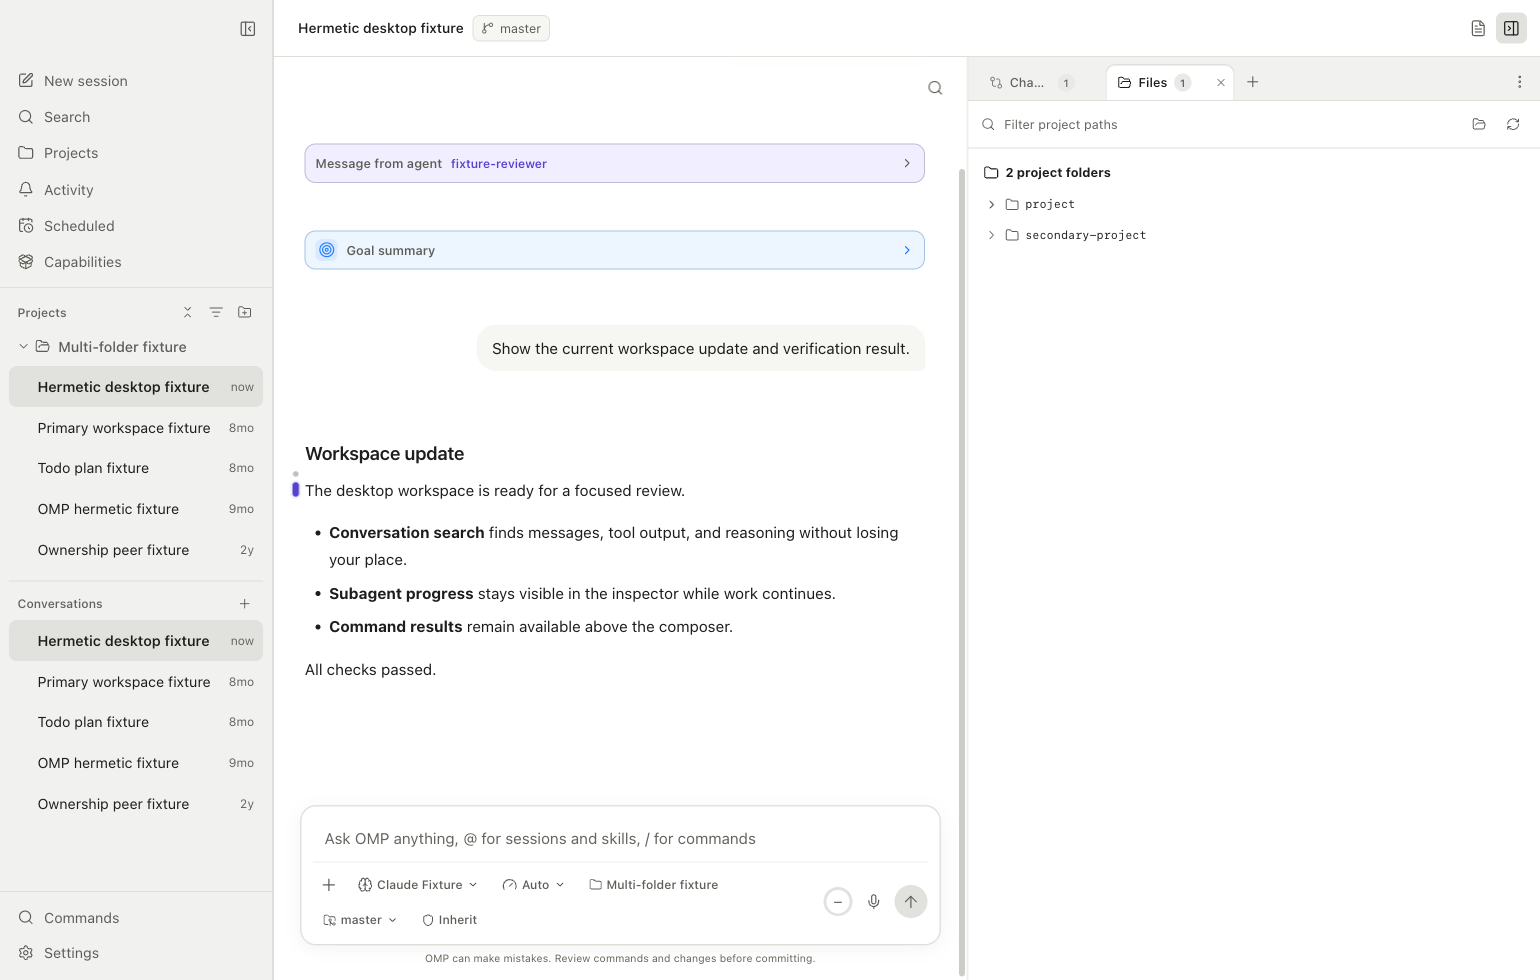 New session
Search
Projects
Activity
Scheduled
Capabilities
Projects
Multi-folder fixture
Hermetic desktop fixture now
Primary workspace fixture 8mo
Todo plan fixture 8mo
OMP hermetic fixture 9mo
Ownership peer fixture 2y
Conversations
Hermetic desktop fixture now
Primary workspace fixture 8mo
Todo plan fixture 8mo
OMP hermetic fixture 9mo
Ownership peer fixture 2y
Commands
Settings
Hermetic desktop fixture master
Message from agent fixture-reviewer
Goal summary
Show the current workspace update and verification result.
Workspace update
The desktop workspace is ready for a focused review.
• Conversation search finds messages, tool output, and reasoning without losing
your place.
• Subagent progress stays visible in the inspector while work continues.
• Command results remain available above the composer.
All checks passed.
Ask OMP anything, @ for sessions and skills, / for commands
Claude Fixture Auto Multi-folder fixture
master Inherit
OMP can make mistakes. Review commands and changes before committing.
Cha... 1 Files 1
Filter project paths
2 project folders
project
secondary-project